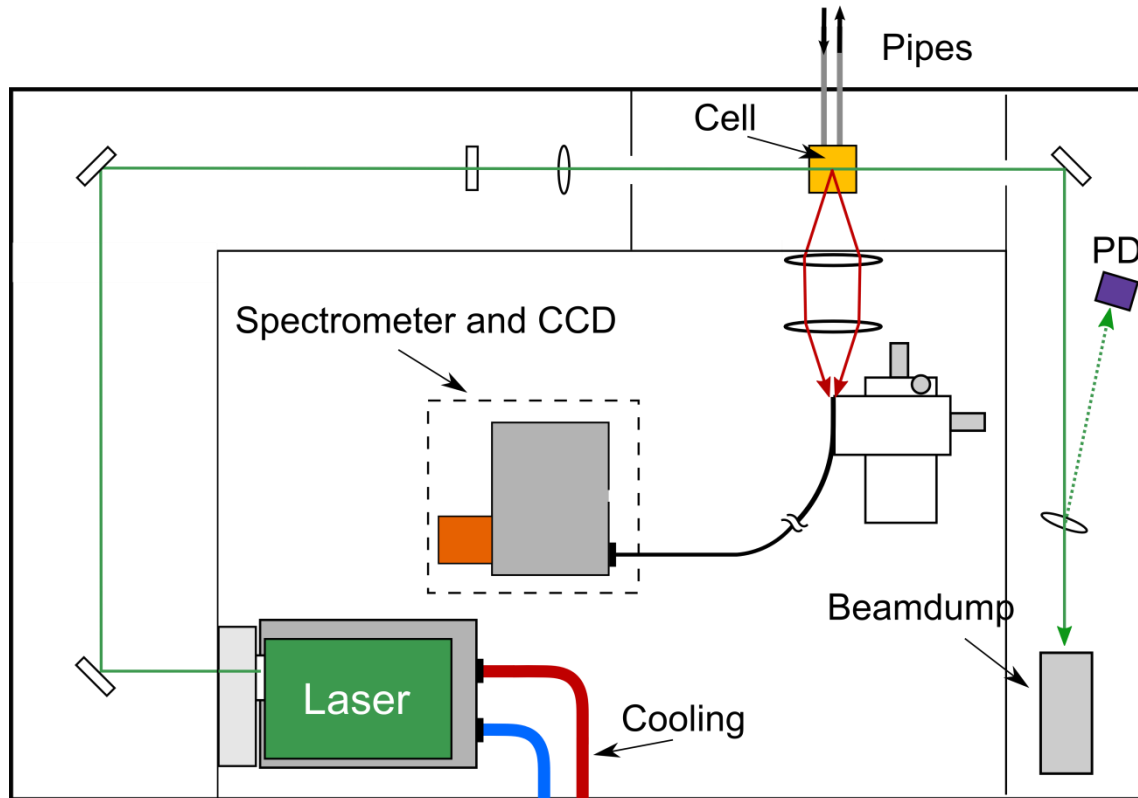 Pipes
Cell
PD
Spectrometer and CCD
Beamdump
Laser
Cooling